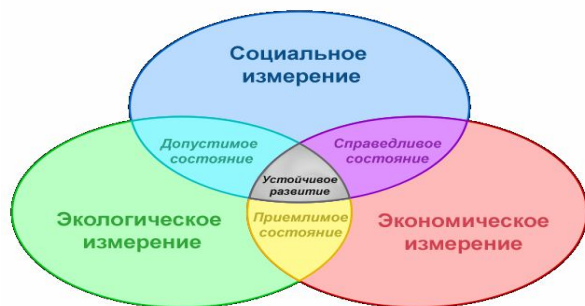 Социальное
измерение
Допустимое
состояние
Справедливое
состояние
Устойчивое
развитие
Экологическое
измерение
Приемлимое
состояние
Экономическое
измерение